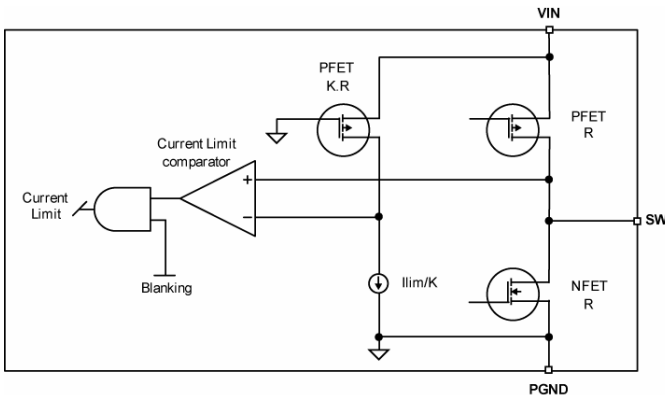 VIN
PFET
K.R
PFET
R
Current Limit
comparator
+
−
Current
Limit
SW
Blanking
Ilim/K
NFET
R
PGND